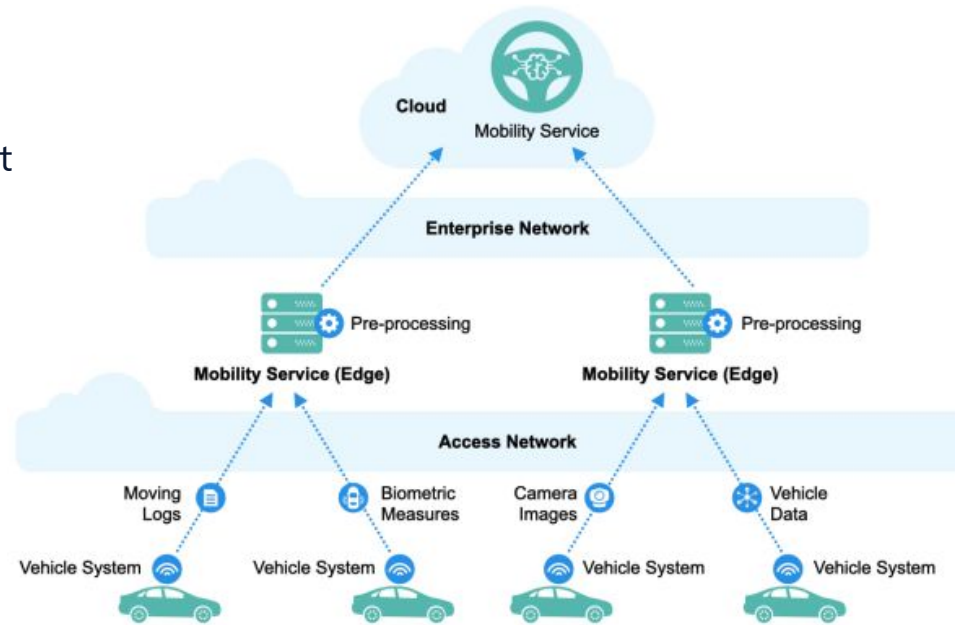 Cloud
Mobility Service
t
Enterprise Network
Pre-processing
Pre-processing
Mobility Service (Edge)
Mobility Service (Edge)
Access Network
Moving
Logs
Biometric
Measures
Camera
Images
Vehicle
Data
Vehicle System
Vehicle System
Vehicle System
Vehicle System